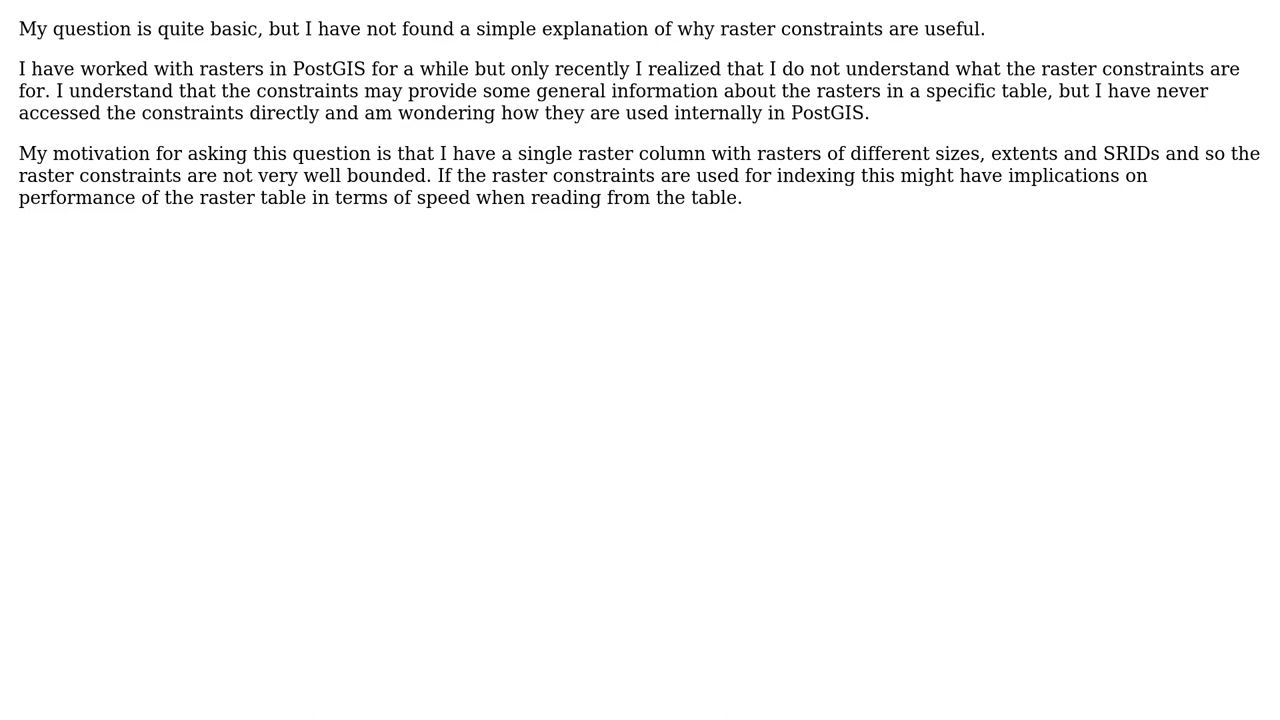 My question is quite basic, but I have not found a simple explanation of why raster constraints are useful.
I have worked with rasters in PostGIS for a while but only recently I realized that I do not understand what the raster constraints are
for. I understand that the constraints may provide some general information about the rasters in a specific table, but I have never
accessed the constraints directly and am wondering how they are used internally in PostGIS.
My motivation for asking this question is that I have a single raster column with rasters of different sizes, extents and SRIDs and so the
raster constraints are not very well bounded. If the raster constraints are used for indexing this might have implications on
performance of the raster table in terms of speed when reading from the table.